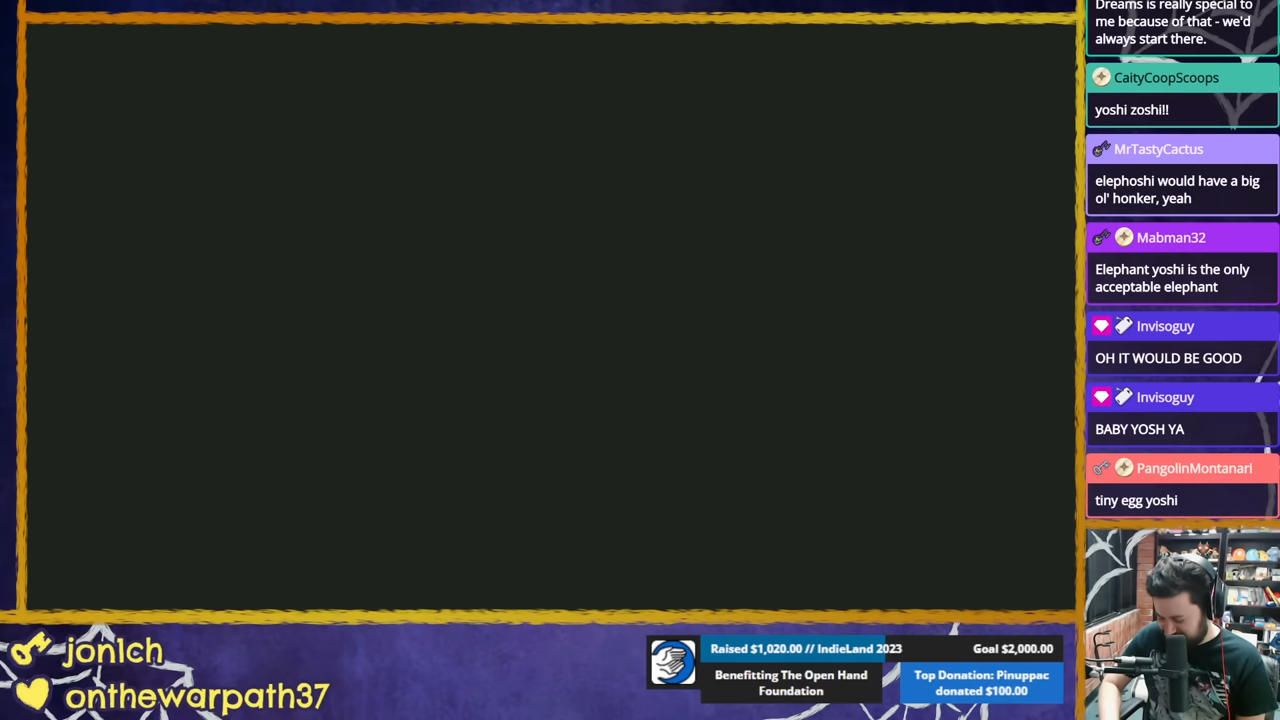 Dreams is really special to
me because of that - we'd
always start there.
CaityCoopScoops
yoshi zoshi!!
MrTastyCactus
elephoshi would have a big
ol' honker, yeah
Mabman32
Elephant yoshi is the only
acceptable elephant
Invisoguy
OH IT WOULD BE GOOD
Invisoguy
BABY YOSH YA
PangolinMontanari
tiny egg yoshi
jon1ch
onthewarpath37
Raised $1,020.00 // IndieLand 2023
Goal $2,000.00
Benefitting The Open Hand
Foundation
Top Donation: Pinuppac
donated $100.00